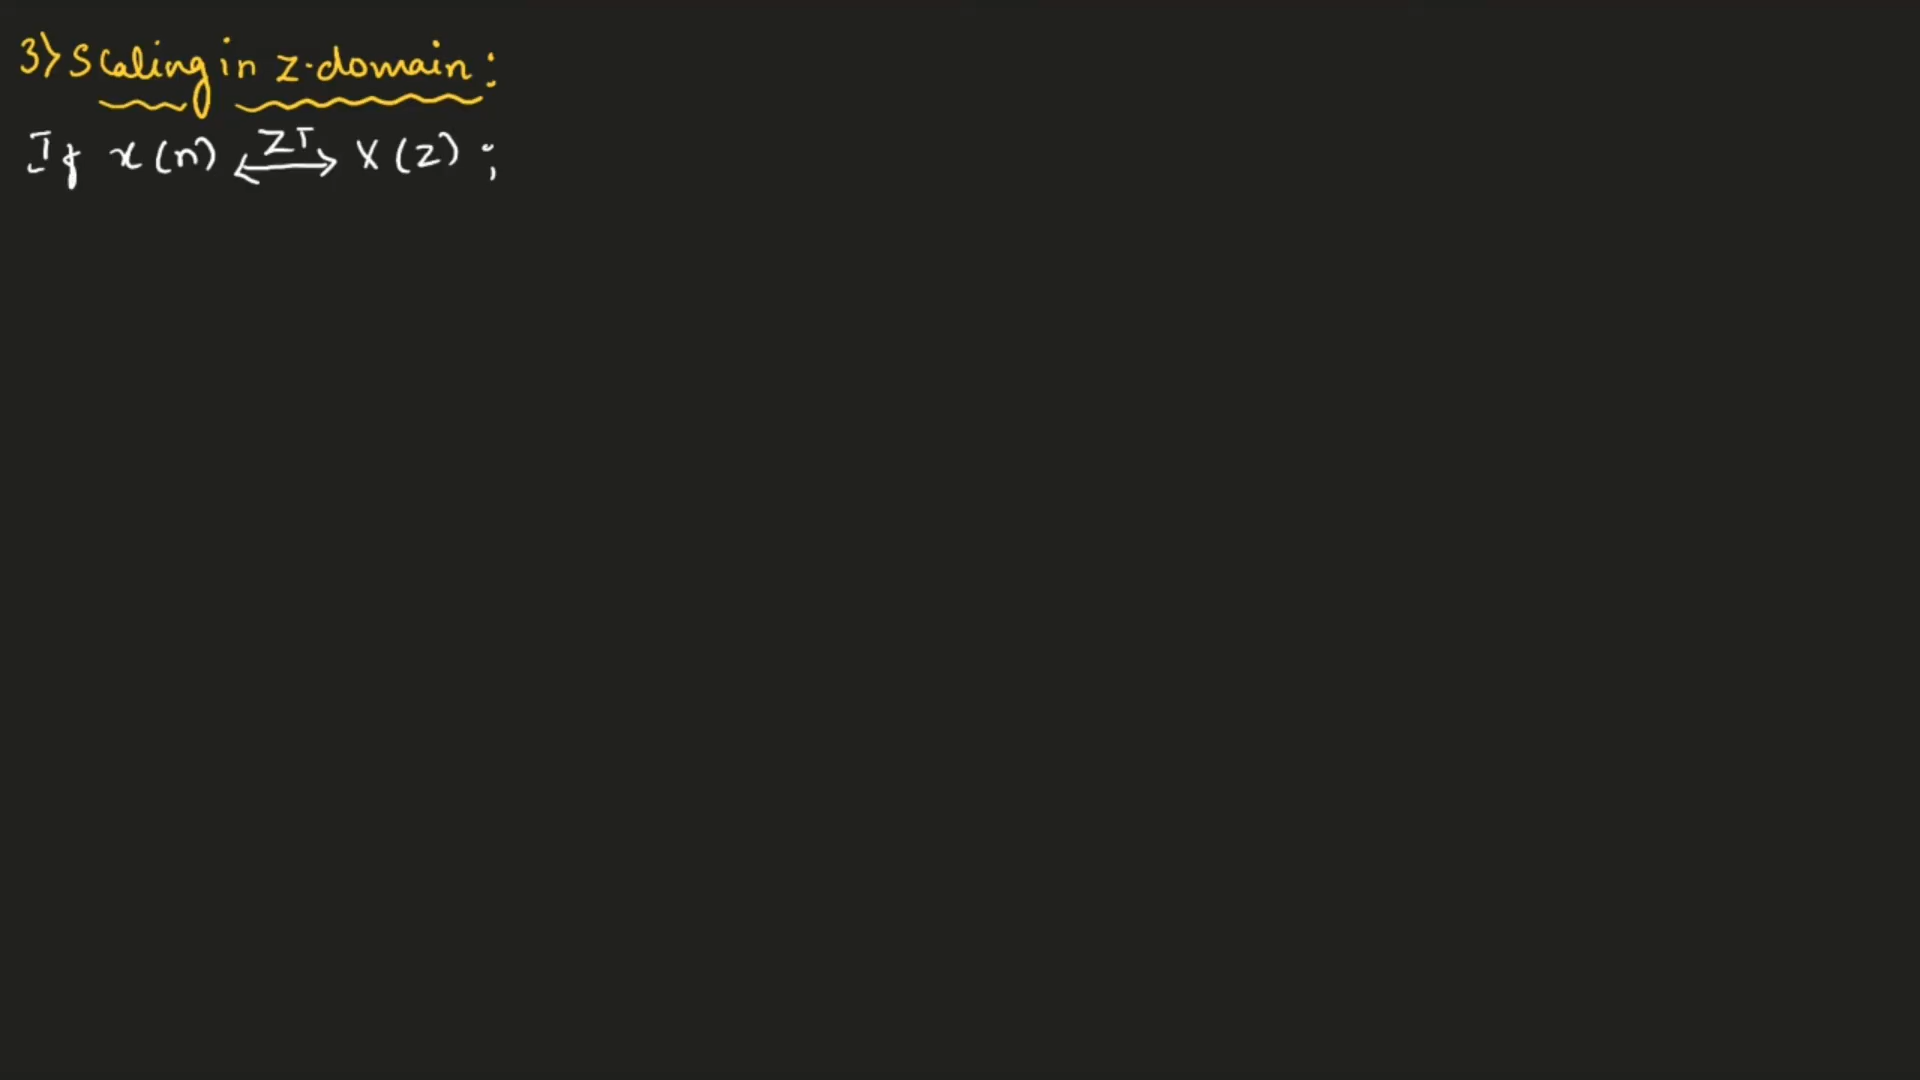 3) Scaling in z-domain:
If x(n) ⟷ZT X(z) ;